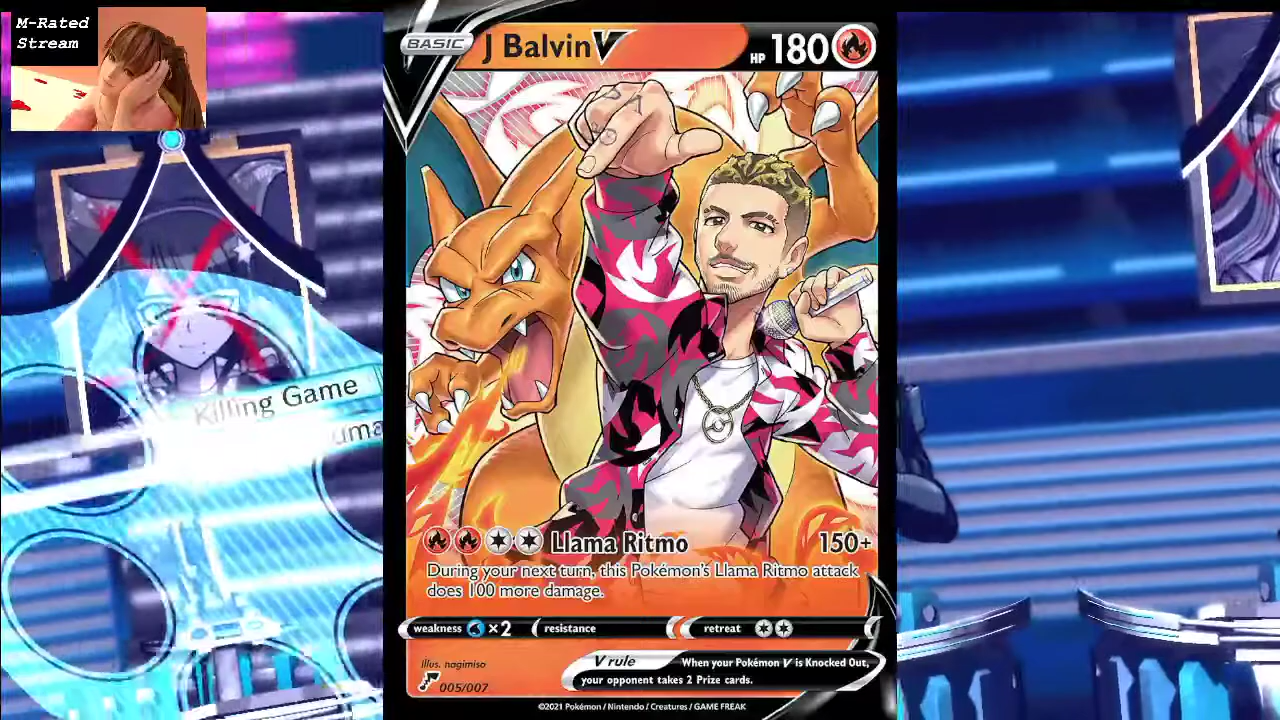 M-Rated
Stream
BASIC
J Balvin V
HP 180
Killing Game
Llama Ritmo 150+
During your next turn, this Pokémon's Llama Ritmo attack
does 100 more damage.
weakness ×2 resistance retreat
Illus. nagimiso
005/007
V rule When your Pokémon V is Knocked Out,
your opponent takes 2 Prize cards.
©2021 Pokémon / Nintendo / Creatures / GAME FREAK